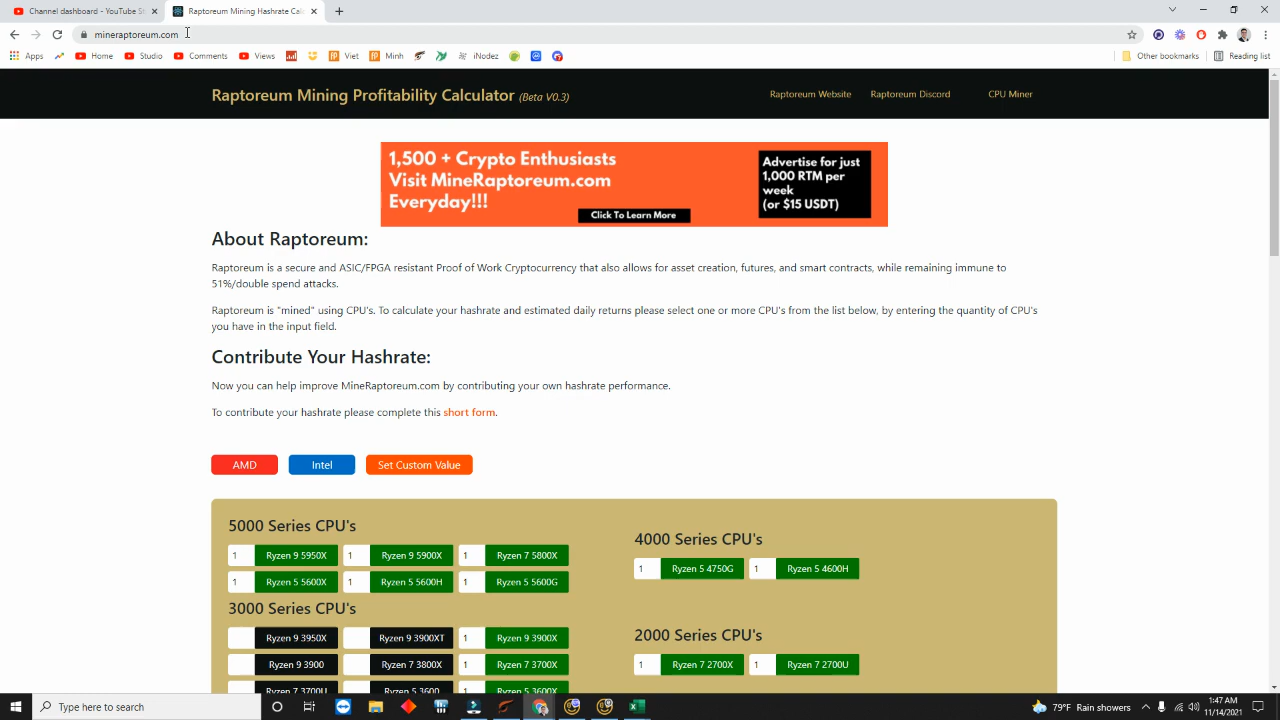 Channel dashboard - YouTube St
Raptoreum Mining Hashrate Calc
mineraptoreum.com
Apps
Home
Studio
Comments
Views
Viet
Minh
iNodez
Other bookmarks
Reading list
Raptoreum Mining Profitability Calculator (Beta V0.3)
Raptoreum Website
Raptoreum Discord
CPU Miner
1,500 + Crypto Enthusiasts
Visit MineRaptoreum.com
Everyday!!!
Click To Learn More
Advertise for just
1,000 RTM per
week
(or $15 USDT)
About Raptoreum:
Raptoreum is a secure and ASIC/FPGA resistant Proof of Work Cryptocurrency that also allows for asset creation, futures, and smart contracts, while remaining immune to
51%/double spend attacks.
Raptoreum is "mined" using CPU's. To calculate your hashrate and estimated daily returns please select one or more CPU's from the list below, by entering the quantity of CPU's
you have in the input field.
Contribute Your Hashrate:
Now you can help improve MineRaptoreum.com by contributing your own hashrate performance.
To contribute your hashrate please complete this short form.
AMD
Intel
Set Custom Value
5000 Series CPU's
1 Ryzen 9 5950X 1 Ryzen 9 5900X 1 Ryzen 7 5800X
1 Ryzen 5 5600X 1 Ryzen 5 5600H 1 Ryzen 5 5600G
4000 Series CPU's
1 Ryzen 5 4750G 1 Ryzen 5 4600H
3000 Series CPU's
Ryzen 9 3950X Ryzen 9 3900XT 1 Ryzen 9 3900X
Ryzen 9 3900 Ryzen 7 3800X 1 Ryzen 7 3700X
Ryzen 7 3700U Ryzen 5 3600 1 Ryzen 5 3600X
2000 Series CPU's
1 Ryzen 7 2700X 1 Ryzen 7 2700U
Type here to search
79°F Rain showers
1:47 AM
11/14/2021